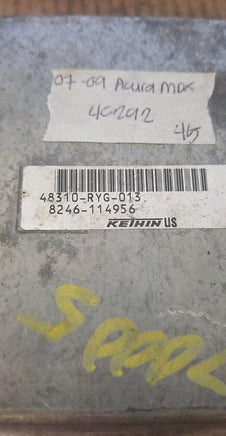 07-09 Acura MDX
40292
48310-RYG-013.
8246-114956
KEIHIN US